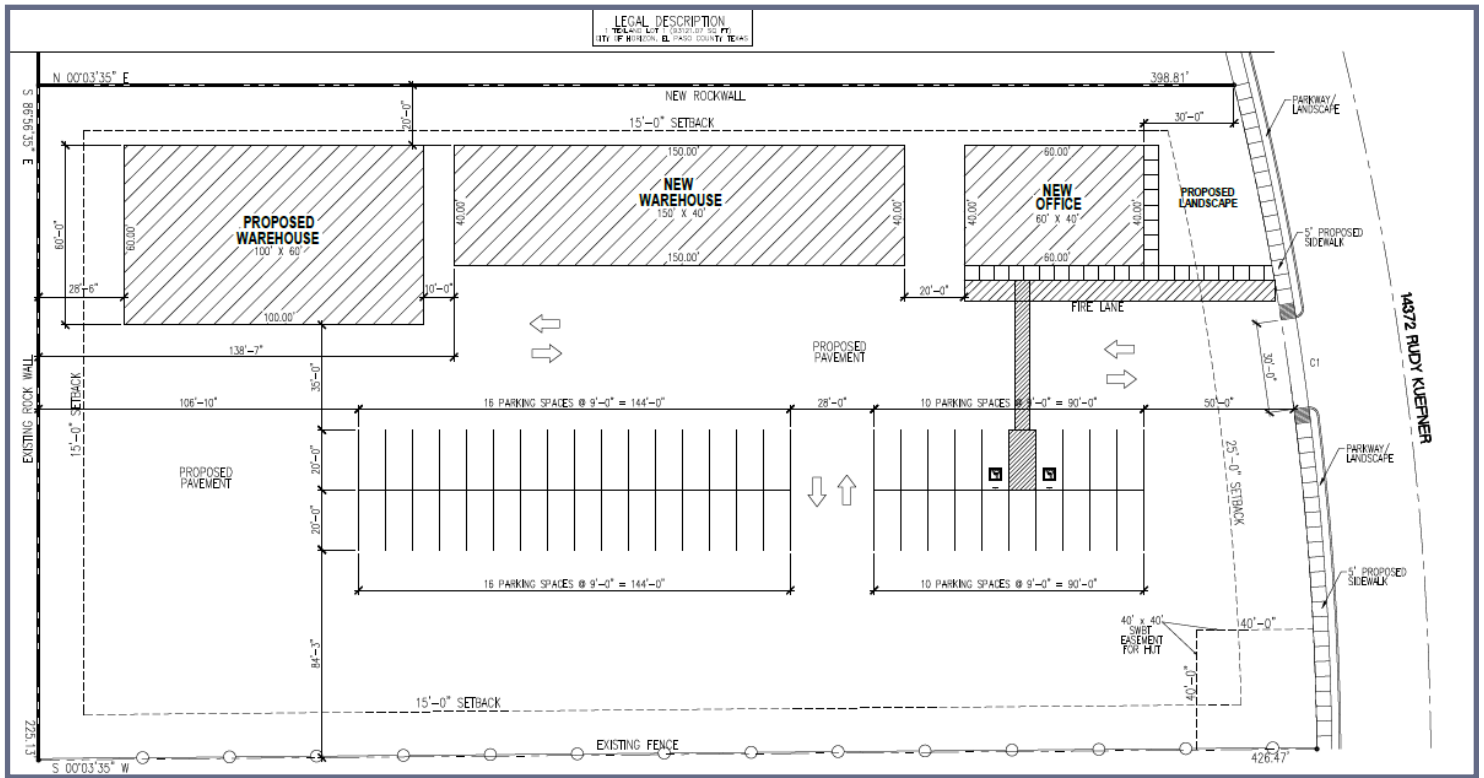 LEGAL DESCRIPTION
CITY OF HORIZON, EL PASO COUNTY TEXAS
N 00°03'35" E
398.81'
NEW ROCKWALL
S 86°56'35" E
20'-0"
15'-0" SETBACK
30'-0"
PARKWAY/
LANDSCAPE
150.00'
60.00'
NEW
WAREHOUSE
150' X 40'
40.00'
40.00'
150.00'
NEW
OFFICE
60' X 40'
40.00'
40.00'
60.00'
PROPOSED
LANDSCAPE
60'-0"
60.00'
PROPOSED
WAREHOUSE
100' X 60'
100.00'
5' PROPOSED
SIDEWALK
28'-6"
10'-0"
20'-0"
FIRE LANE
14372 RUDY KUEFNER
138'-7"
PROPOSED
PAVEMENT
30'-0"
C1
EXISTING ROCK WALL
15'-0" SETBACK
35'-0"
106'-10"
16 PARKING SPACES @ 9'-0" = 144'-0"
28'-0"
10 PARKING SPACES @ 9'-0" = 90'-0"
50'-0"
PARKWAY/
LANDSCAPE
PROPOSED
PAVEMENT
20'-0"
20'-0"
25'-0" SETBACK
16 PARKING SPACES @ 9'-0" = 144'-0"
10 PARKING SPACES @ 9'-0" = 90'-0"
5' PROPOSED
SIDEWALK
84'-3"
40' x 40'
SWBT
EASEMENT
FOR HUT
40'-0"
40'-0"
15'-0" SETBACK
225.13'
EXISTING FENCE
426.47'
S 00°03'35" W